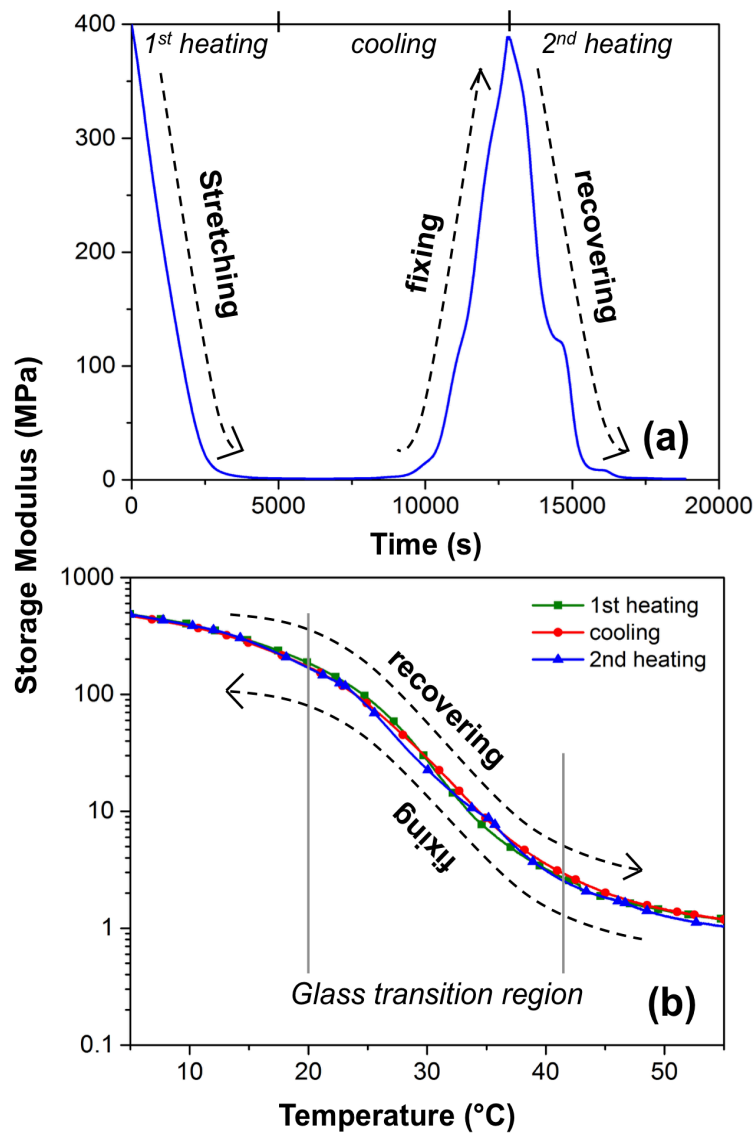 1st heating cooling 2nd heating
400
300
200
100
0
Stretching
fixing
recovering
(a)
0 5000 10000 15000 20000
Time (s)
Storage Modulus (MPa)
1000
100
10
1
0.1
1st heating
cooling
2nd heating
recovering
fixing
Glass transition region
(b)
10 20 30 40 50
Temperature (°C)